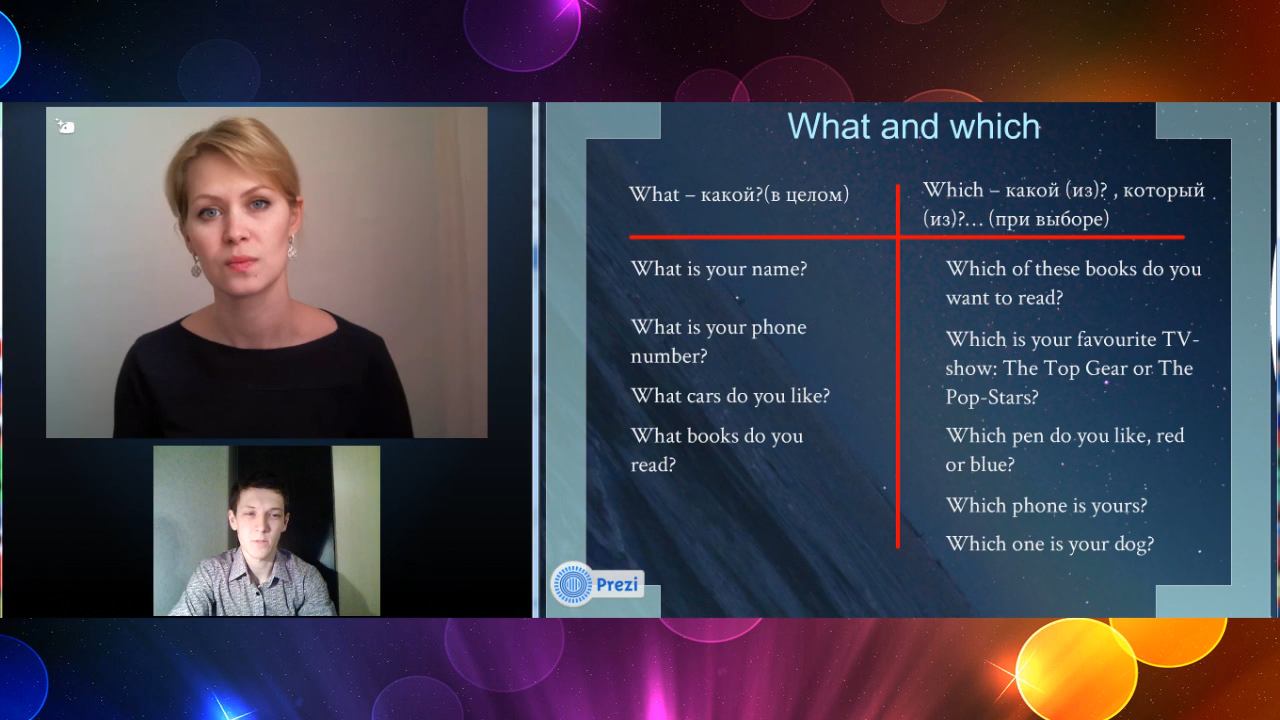 What and which
What – какой?(в целом)
Which – какой (из)? , который
(из)?... (при выборе)
What is your name?
What is your phone
number?
What cars do you like?
What books do you
read?
Which of these books do you
want to read?
Which is your favourite TV-
show: The Top Gear or The
Pop-Stars?
Which pen do you like, red
or blue?
Which phone is yours?
Which one is your dog?
Prezi